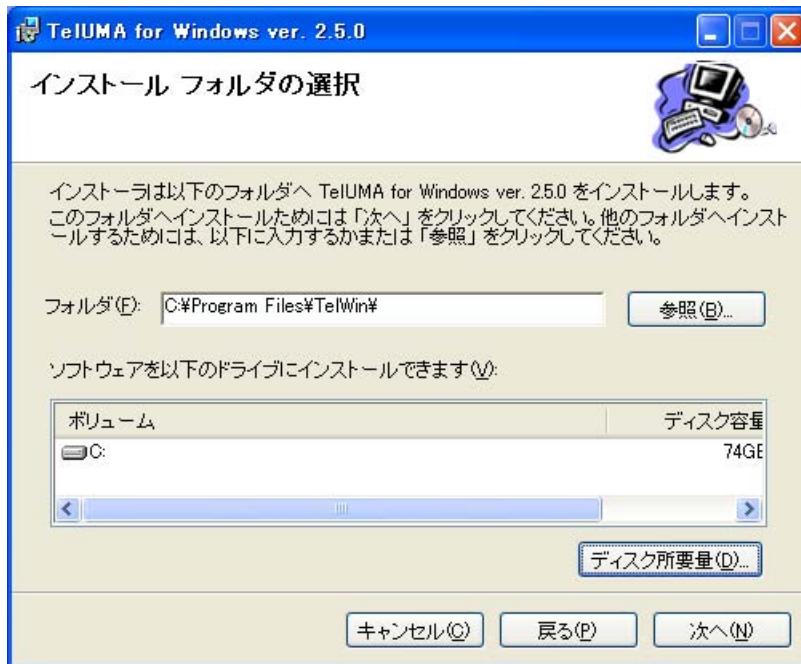 TelUMA for Windows ver. 2.5.0
インストール フォルダの選択
インストーラは以下のフォルダへ TelUMA for Windows ver. 2.5.0 をインストールします。
このフォルダへインストールためには「次へ」をクリックしてください。他のフォルダへインスト
ールするためには、以下に入力するかまたは「参照」をクリックしてください。
フォルダ(F): C:¥Program Files¥TelWin¥ 参照(B)...
ソフトウェアを以下のドライブにインストールできます(V):
ボリューム ディスク容量
C: 74GB
ディスク所要量(D)...
キャンセル(C) 戻る(P) 次へ(N)